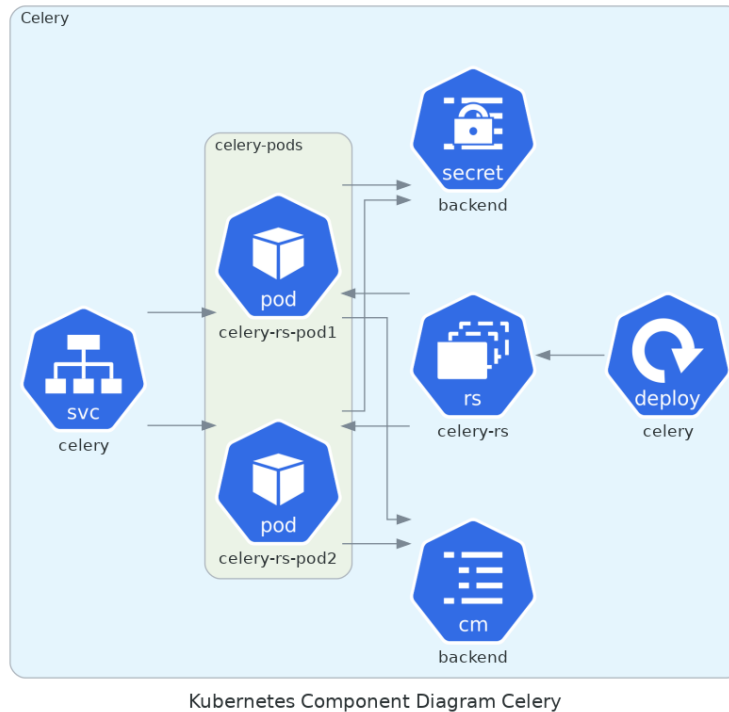 Celery
celery-pods
secret
backend
pod
celery-rs-pod1
svc
celery
rs
celery-rs
deploy
celery
pod
celery-rs-pod2
cm
backend
Kubernetes Component Diagram Celery